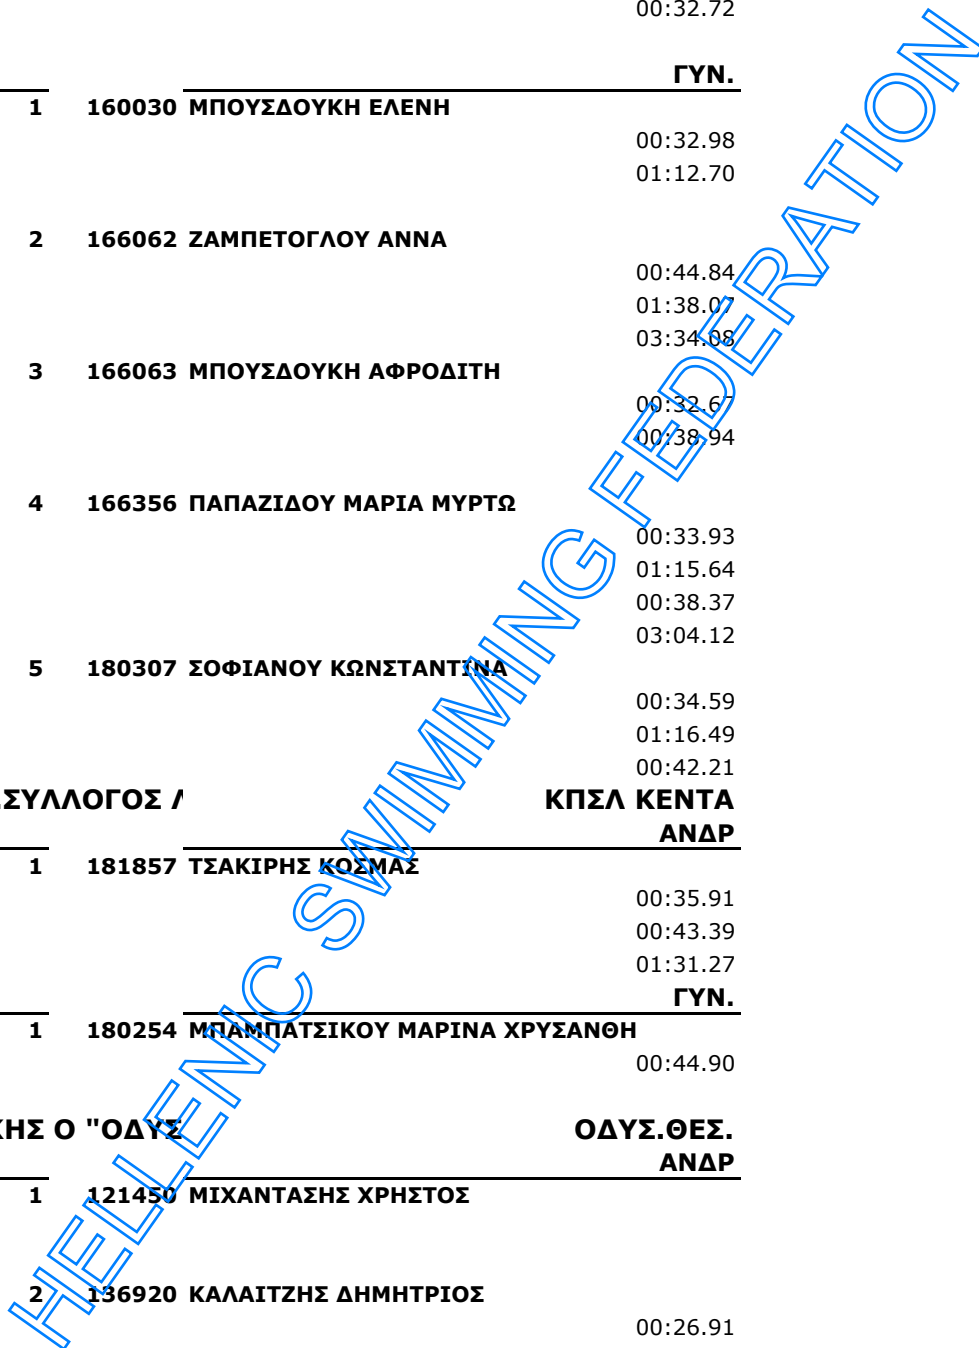 00:32.72
ΓΥΝ.
1 160030 ΜΠΟΥΣΔΟΥΚΗ ΕΛΕΝΗ
00:32.98
01:12.70
2 166062 ΖΑΜΠΕΤΟΓΛΟΥ ΑΝΝΑ
00:44.84
01:38.07
03:34.08
3 166063 ΜΠΟΥΣΔΟΥΚΗ ΑΦΡΟΔΙΤΗ
00:32.67
00:38.94
4 166356 ΠΑΠΑΖΙΔΟΥ ΜΑΡΙΑ ΜΥΡΤΩ
00:33.93
01:15.64
00:38.37
03:04.12
5 180307 ΣΟΦΙΑΝΟΥ ΚΩΝΣΤΑΝΤΙΝΑ
00:34.59
01:16.49
00:42.21
ΣΥΛΛΟΓΟΣ Λ ΚΠΣΛ ΚΕΝΤΑ
ΑΝΔΡ
1 181857 ΤΣΑΚΙΡΗΣ ΚΟΣΜΑΣ
00:35.91
00:43.39
01:31.27
ΓΥΝ.
1 180254 ΜΠΑΜΠΑΤΣΙΚΟΥ ΜΑΡΙΝΑ ΧΡΥΣΑΝΘΗ
00:44.90
ΚΗΣ Ο "ΟΔΥΣ ΟΔΥΣ.ΘΕΣ.
ΑΝΔΡ
1 121450 ΜΙΧΑΝΤΑΣΗΣ ΧΡΗΣΤΟΣ
2 136920 ΚΑΛΑΙΤΖΗΣ ΔΗΜΗΤΡΙΟΣ
00:26.91
HELLENIC SWIMMING FEDERATION